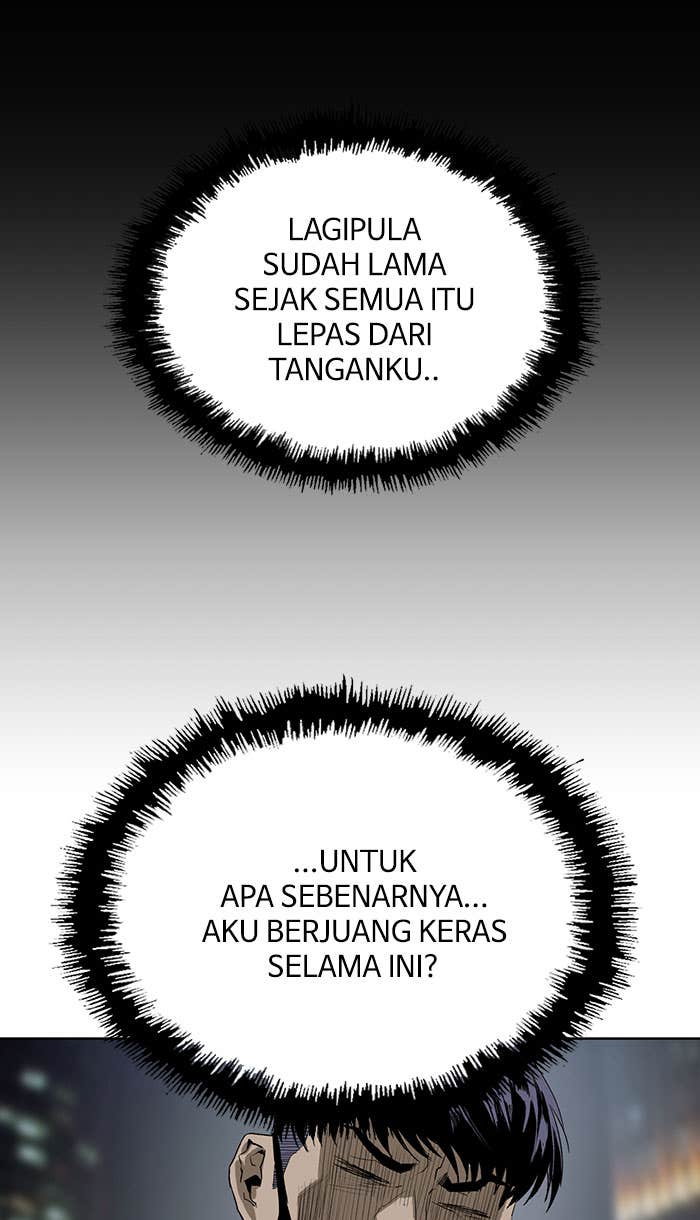 LAGIPULA
SUDAH LAMA
SEJAK SEMUA ITU
LEPAS DARI
TANGANKU..
...UNTUK
APA SEBENARNYA...
AKU BERJUANG KERAS
SELAMA INI?